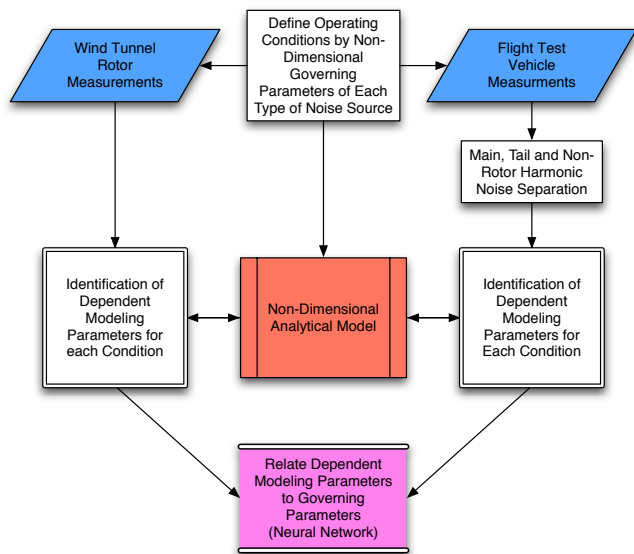 Wind Tunnel
Rotor
Measurements
Define Operating
Conditions by Non-
Dimensional
Governing
Parameters of Each
Type of Noise Source
Flight Test
Vehicle
Measurments
Main, Tail and Non-
Rotor Harmonic
Noise Separation
Identification of
Dependent
Modeling
Parameters for
each Condition
Non-Dimensional
Analytical Model
Identification of
Dependent
Modeling
Parameters for
Each Condition
Relate Dependent
Modeling Parameters
to Governing
Parameters
(Neural Network)